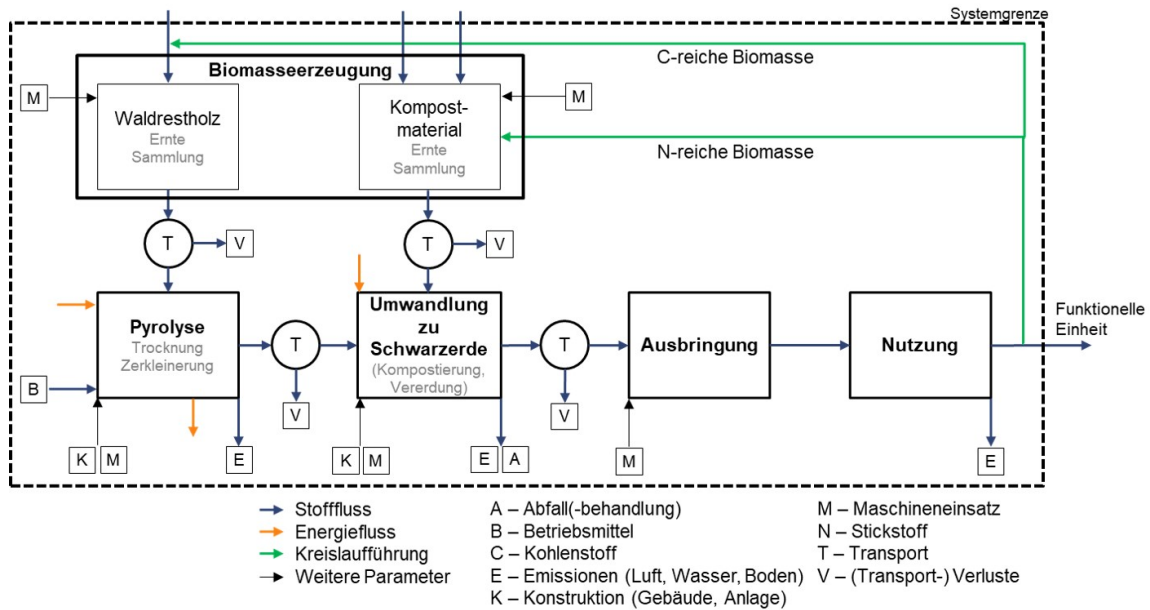 Systemgrenze
C-reiche Biomasse
Biomasseerzeugung
M
Waldrestholz
Ernte
Sammlung
Kompost-
material
Ernte
Sammlung
M
N-reiche Biomasse
T
V
T
V
Pyrolyse
Trocknung
Zerkleinerung
T
Umwandlung
zu
Schwarzerde
(Kompostierung,
Vererdung)
T
Ausbringung
Nutzung
Funktionelle
Einheit
B
V
V
K M
E
K M
E A
M
E
Stofffluss
Energiefluss
Kreislaufführung
Weitere Parameter
A – Abfall(-behandlung)
B – Betriebsmittel
C – Kohlenstoff
E – Emissionen (Luft, Wasser, Boden)
K – Konstruktion (Gebäude, Anlage)
M – Maschineneinsatz
N – Stickstoff
T – Transport
V – (Transport-) Verluste